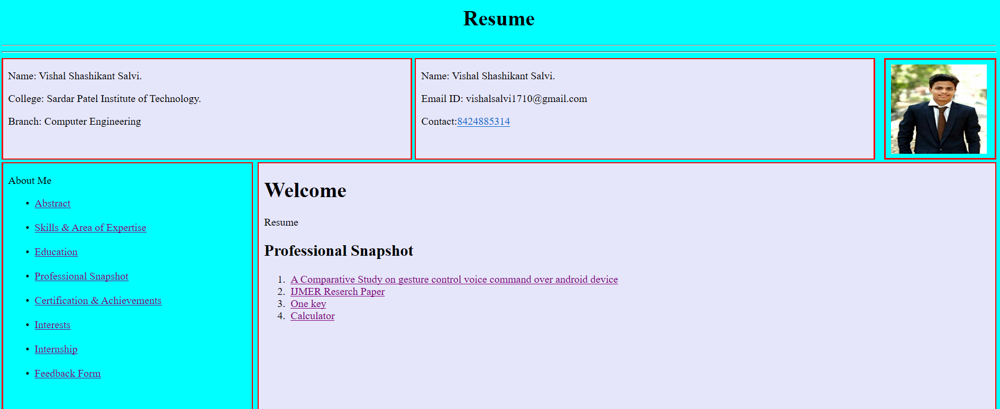 Resume
Name: Vishal Shashikant Salvi.
College: Sardar Patel Institute of Technology.
Branch: Computer Engineering
Name: Vishal Shashikant Salvi.
Email ID: vishalsalvi1710@gmail.com
Contact:8424885314
About Me
• Abstract
• Skills & Area of Expertise
• Education
• Professional Snapshot
• Certification & Achievements
• Interests
• Internship
• Feedback Form
Welcome
Resume
Professional Snapshot
1. A Comparative Study on gesture control voice command over android device
2. IJMER Reserch Paper
3. One key
4. Calculator